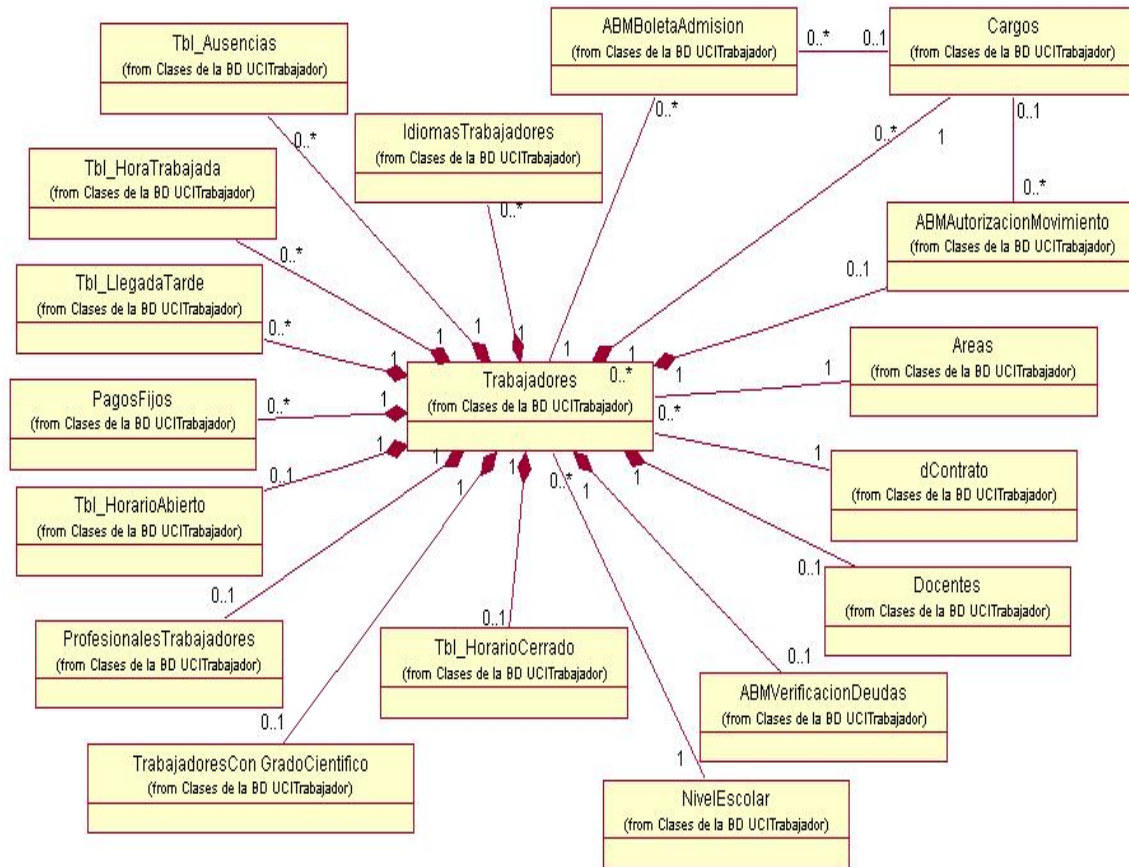 Tbl_Ausencias
(from Clases de la BD UCITrabajador)
0..*
ABMBoletaAdmision
(from Clases de la BD UCITrabajador)
0..*
0..*
0..1
Cargos
(from Clases de la BD UCITrabajador)
0..*
1
0..1
IdiomasTrabajadores
(from Clases de la BD UCITrabajador)
0..*
Tbl_HoraTrabajada
(from Clases de la BD UCITrabajador)
0..*
0..*
ABMAutorizacionMovimiento
(from Clases de la BD UCITrabajador)
0..1
Tbl_LlegadaTarde
(from Clases de la BD UCITrabajador)
0..*
1
1
1
1
1
1
1
0..*
1
Trabajadores
(from Clases de la BD UCITrabajador)
0..*
1
Areas
(from Clases de la BD UCITrabajador)
PagosFijos
(from Clases de la BD UCITrabajador)
0..*
1
1
dContrato
(from Clases de la BD UCITrabajador)
Tbl_HorarioAbierto
(from Clases de la BD UCITrabajador)
0..1
1
1
1
1
0..*
1
1
0..1
Docentes
(from Clases de la BD UCITrabajador)
0..1
ProfesionalesTrabajadores
(from Clases de la BD UCITrabajador)
0..1
Tbl_HorarioCerrado
(from Clases de la BD UCITrabajador)
0..1
ABMVerificacionDeudas
(from Clases de la BD UCITrabajador)
0..1
TrabajadoresCon GradoCientifico
(from Clases de la BD UCITrabajador)
1
NivelEscolar
(from Clases de la BD UCITrabajador)